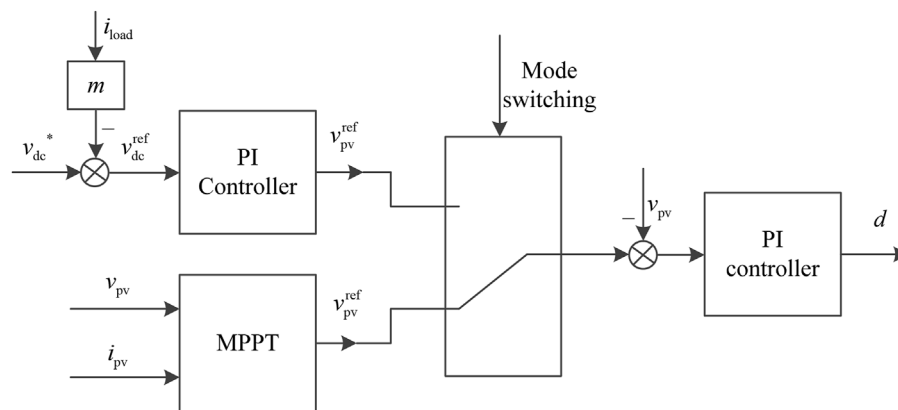 i_load
m
−
v_dc^*
v_dc^ref
PI
Controller
v_pv^ref
Mode
switching
− v_pv
PI
controller
d
v_pv
i_pv
MPPT
v_pv^ref